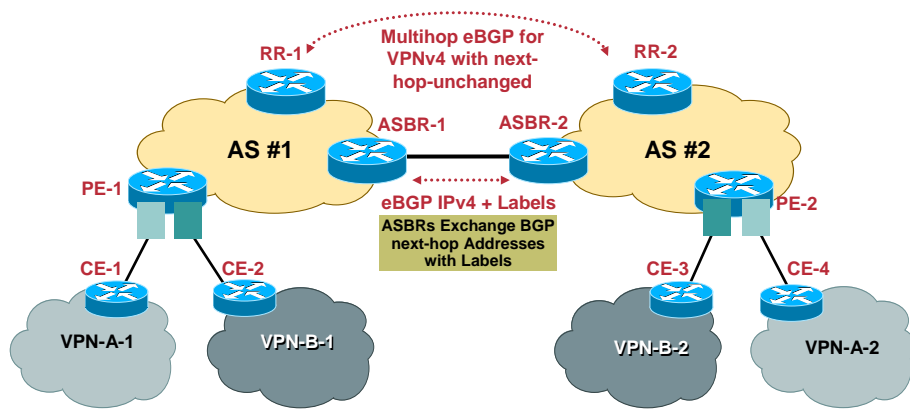 Multihop eBGP for
VPNv4 with next-
hop-unchanged
RR-1
RR-2
ASBR-1
ASBR-2
AS #1
AS #2
PE-1
PE-2
eBGP IPv4 + Labels
ASBRs Exchange BGP
next-hop Addresses
with Labels
CE-1
CE-2
CE-3
CE-4
VPN-A-1
VPN-B-1
VPN-B-2
VPN-A-2